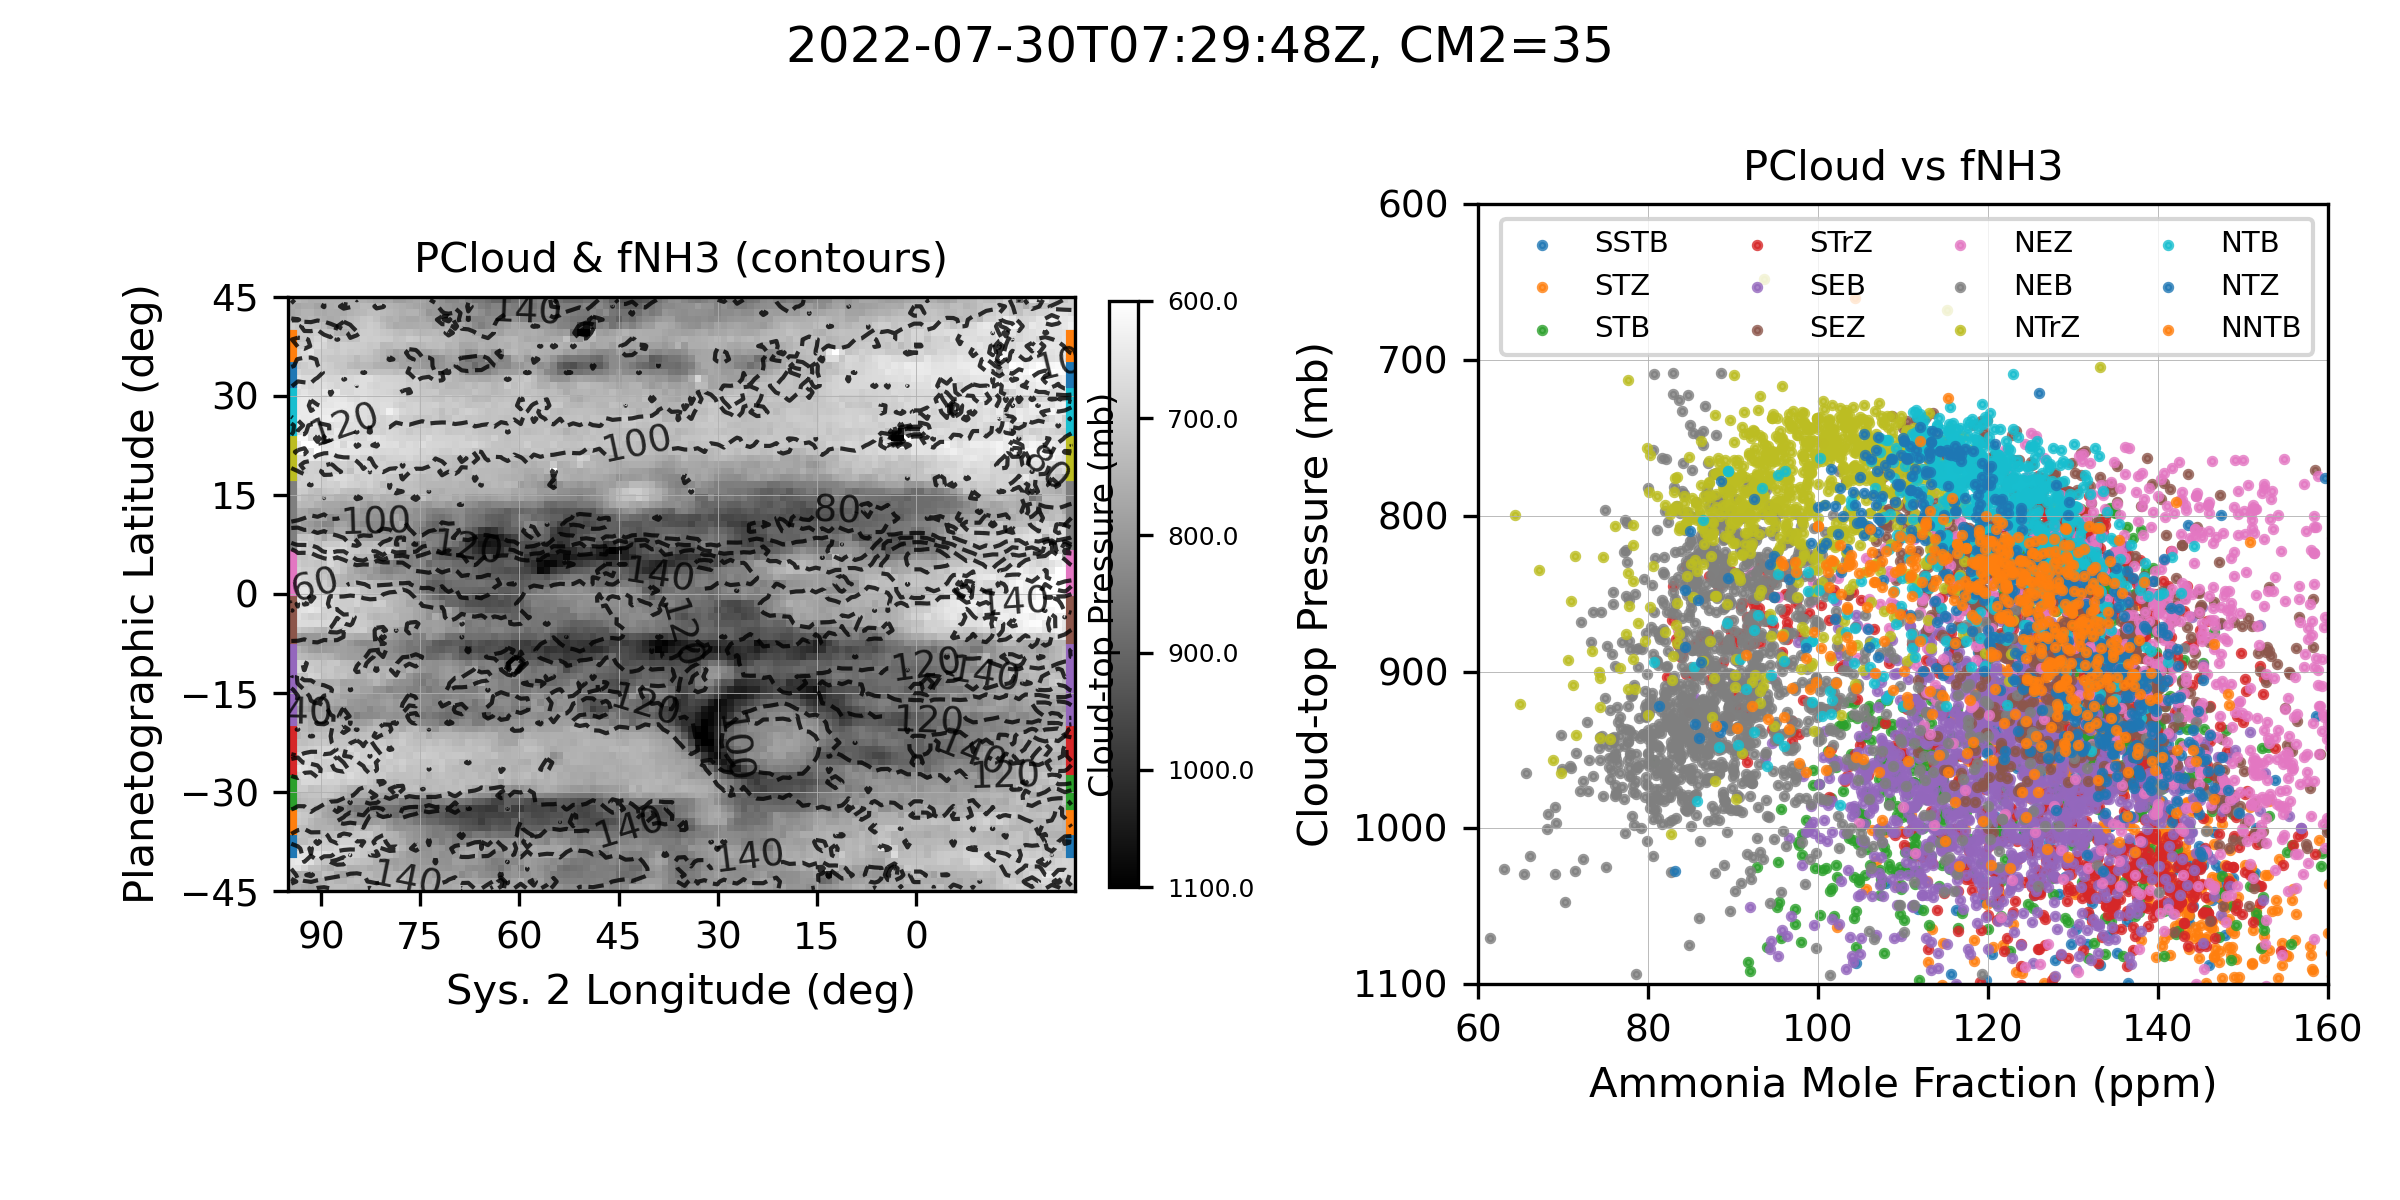 2022-07-30T07:29:48Z, CM2=35
PCloud & fNH3 (contours)
Planetographic Latitude (deg)
45
30
15
0
−15
−30
−45
90 75 60 45 30 15 0
Sys. 2 Longitude (deg)
140
120
100
80
100
120
140
60
140
120
120
140
120
120
140
120
140
140
140
Cloud-top Pressure (mb)
600.0
700.0
800.0
900.0
1000.0
1100.0
PCloud vs fNH3
Cloud-top Pressure (mb)
600
700
800
900
1000
1100
SSTB STrZ NEZ NTB
STZ SEB NEB NTZ
STB SEZ NTrZ NNTB
60 80 100 120 140 160
Ammonia Mole Fraction (ppm)